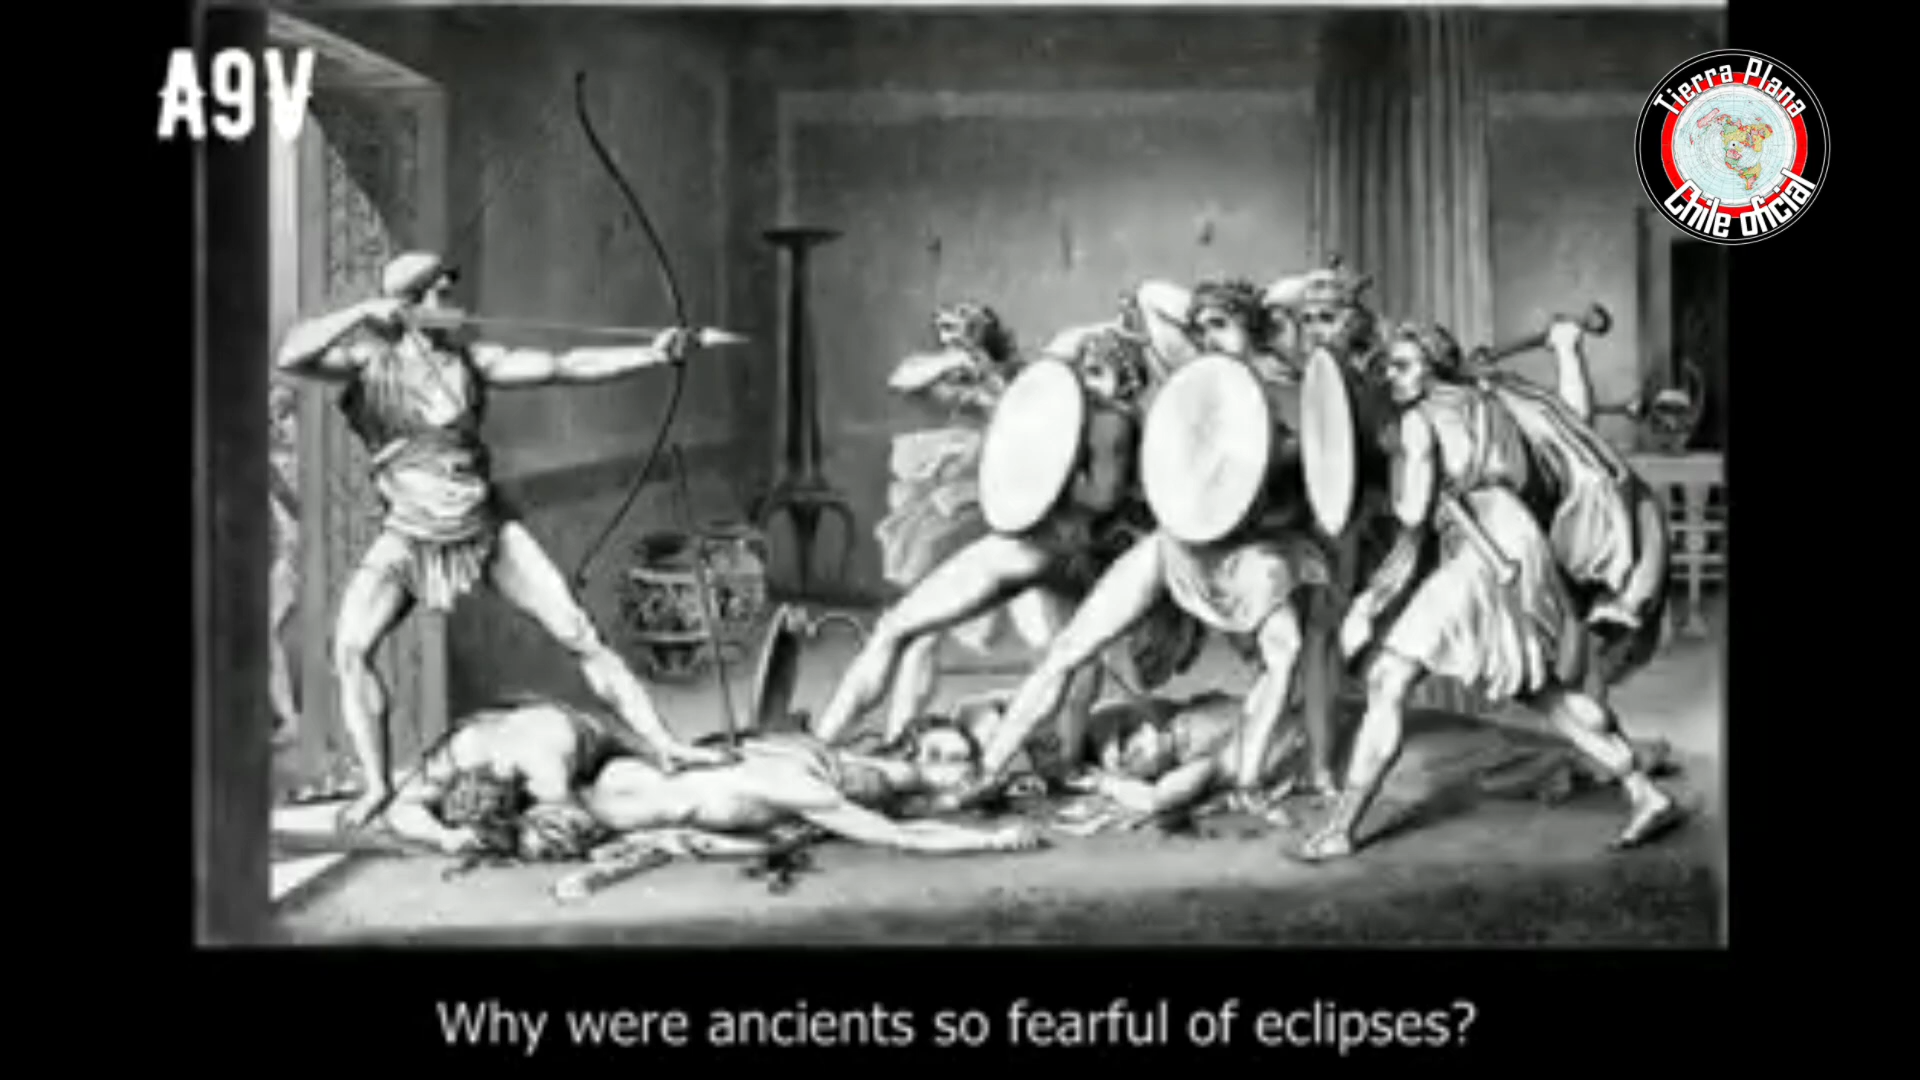 A9V
Tierra Plana
Chile oficial
Why were ancients so fearful of eclipses?